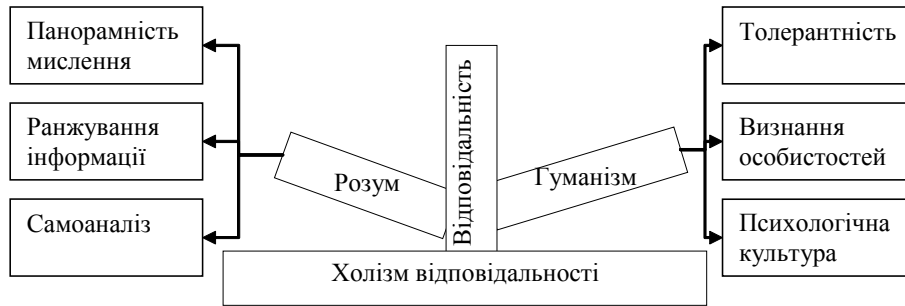 Панорамність
мислення
Ранжування
інформації
Самоаналіз
Розум
Відповідальність
Гуманізм
Толерантність
Визнання
особистостей
Психологічна
культура
Холізм відповідальності